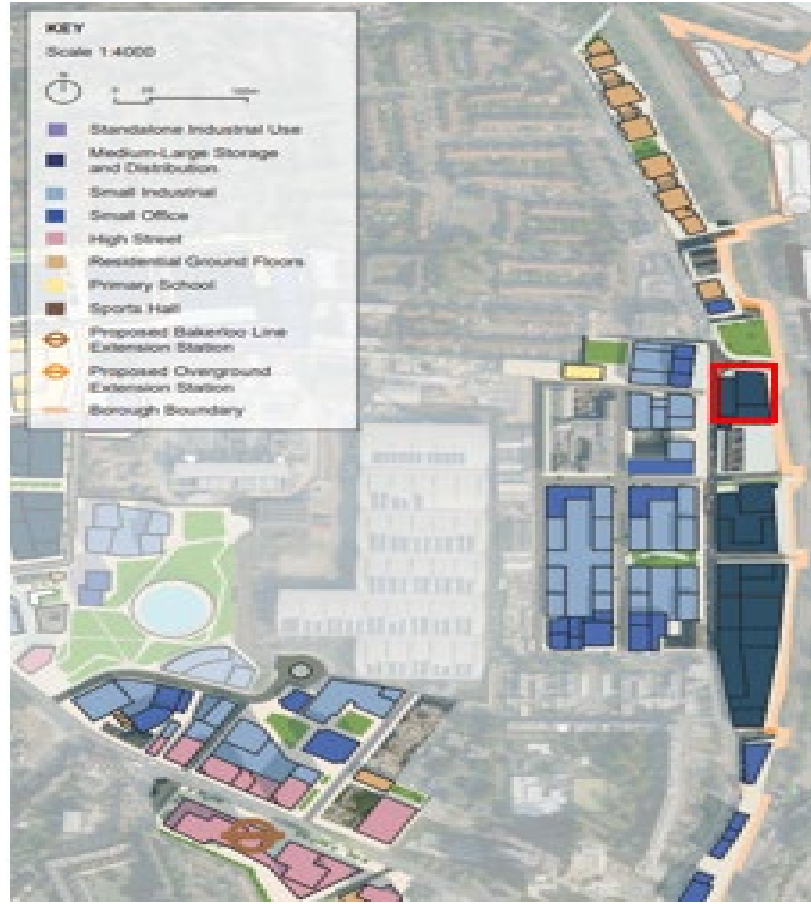 KEY
Scale 1:4000
Standalone Industrial Use
Medium-Large Storage
and Distribution
Small Industrial
Small Office
High Street
Residential Ground Floors
Primary School
Sports Hall
Proposed Bakerloo Line
Extension Station
Proposed Overground
Extension Station
Borough Boundary